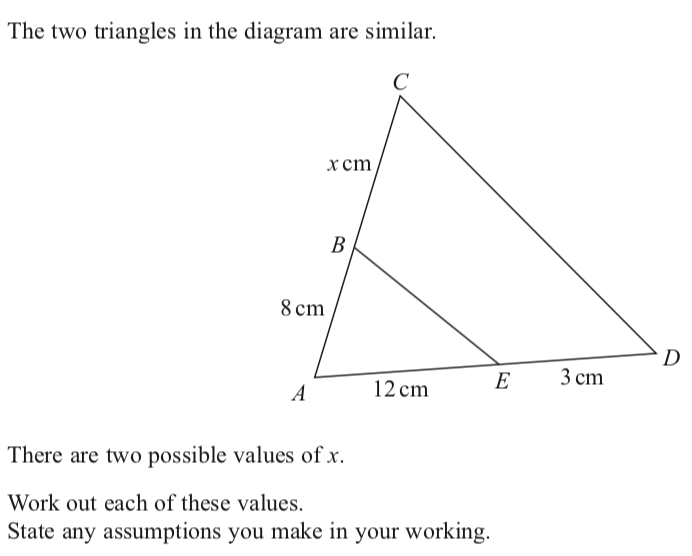 The two triangles in the diagram are similar.
C
x cm
B
8 cm
A
12 cm
E
3 cm
D
There are two possible values of x.
Work out each of these values.
State any assumptions you make in your working.